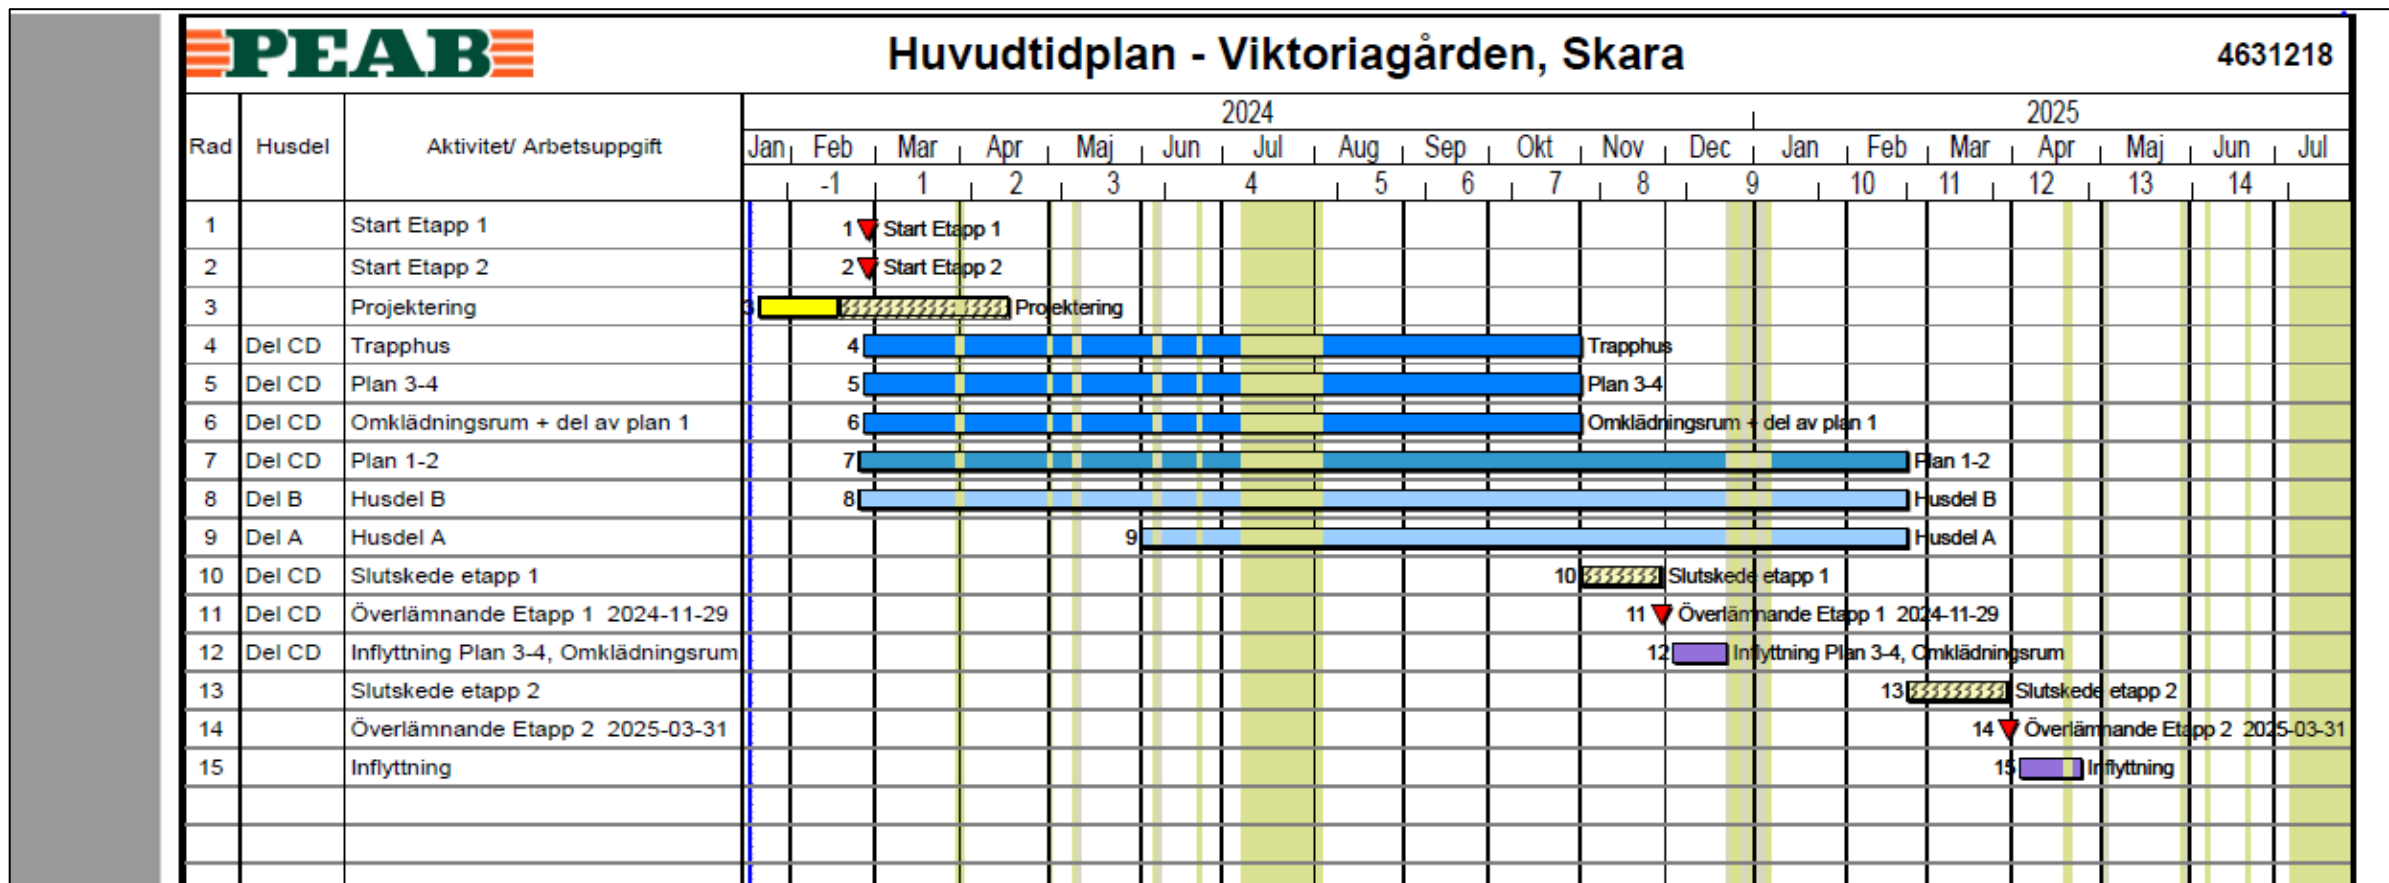 PEAB Huvudtidplan - Viktoriagården, Skara 4631218
2024 2025
Rad Husdel Aktivitet/ Arbetsuppgift Jan Feb Mar Apr Maj Jun Jul Aug Sep Okt Nov Dec Jan Feb Mar Apr Maj Jun Jul
-1 1 2 3 4 5 6 7 8 9 10 11 12 13 14
1 Start Etapp 1 1 Start Etapp 1
2 Start Etapp 2 2 Start Etapp 2
3 Projektering 3 Projektering
4 Del CD Trapphus 4 Trapphus
5 Del CD Plan 3-4 5 Plan 3-4
6 Del CD Omklädningsrum + del av plan 1 6 Omklädningsrum + del av plan 1
7 Del CD Plan 1-2 7 Plan 1-2
8 Del B Husdel B 8 Husdel B
9 Del A Husdel A 9 Husdel A
10 Del CD Slutskede etapp 1 10 Slutskede etapp 1
11 Del CD Överlämnande Etapp 1 2024-11-29 11 Överlämnande Etapp 1 2024-11-29
12 Del CD Inflyttning Plan 3-4, Omklädningsrum 12 Inflyttning Plan 3-4, Omklädningsrum
13 Slutskede etapp 2 13 Slutskede etapp 2
14 Överlämnande Etapp 2 2025-03-31 14 Överlämnande Etapp 2 2025-03-31
15 Inflyttning 15 Inflyttning